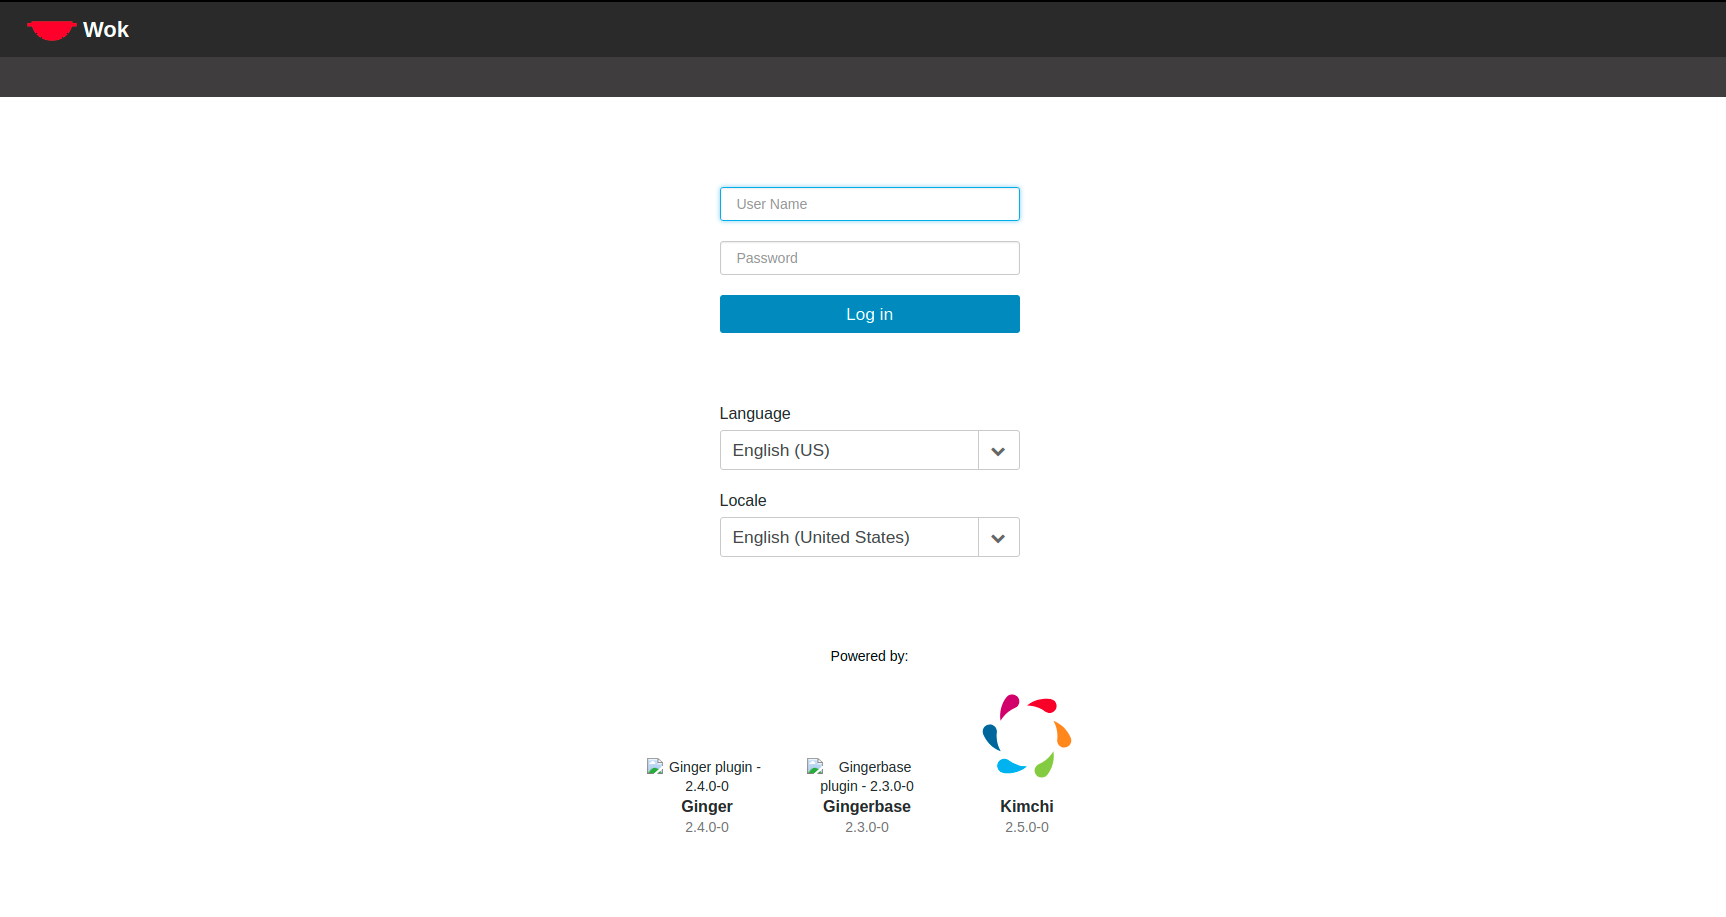 Wok
User Name
Password
Log in
Language
English (US)
Locale
English (United States)
Powered by:
Ginger plugin -
2.4.0-0
Ginger
2.4.0-0
Gingerbase
plugin - 2.3.0-0
Gingerbase
2.3.0-0
Kimchi
2.5.0-0